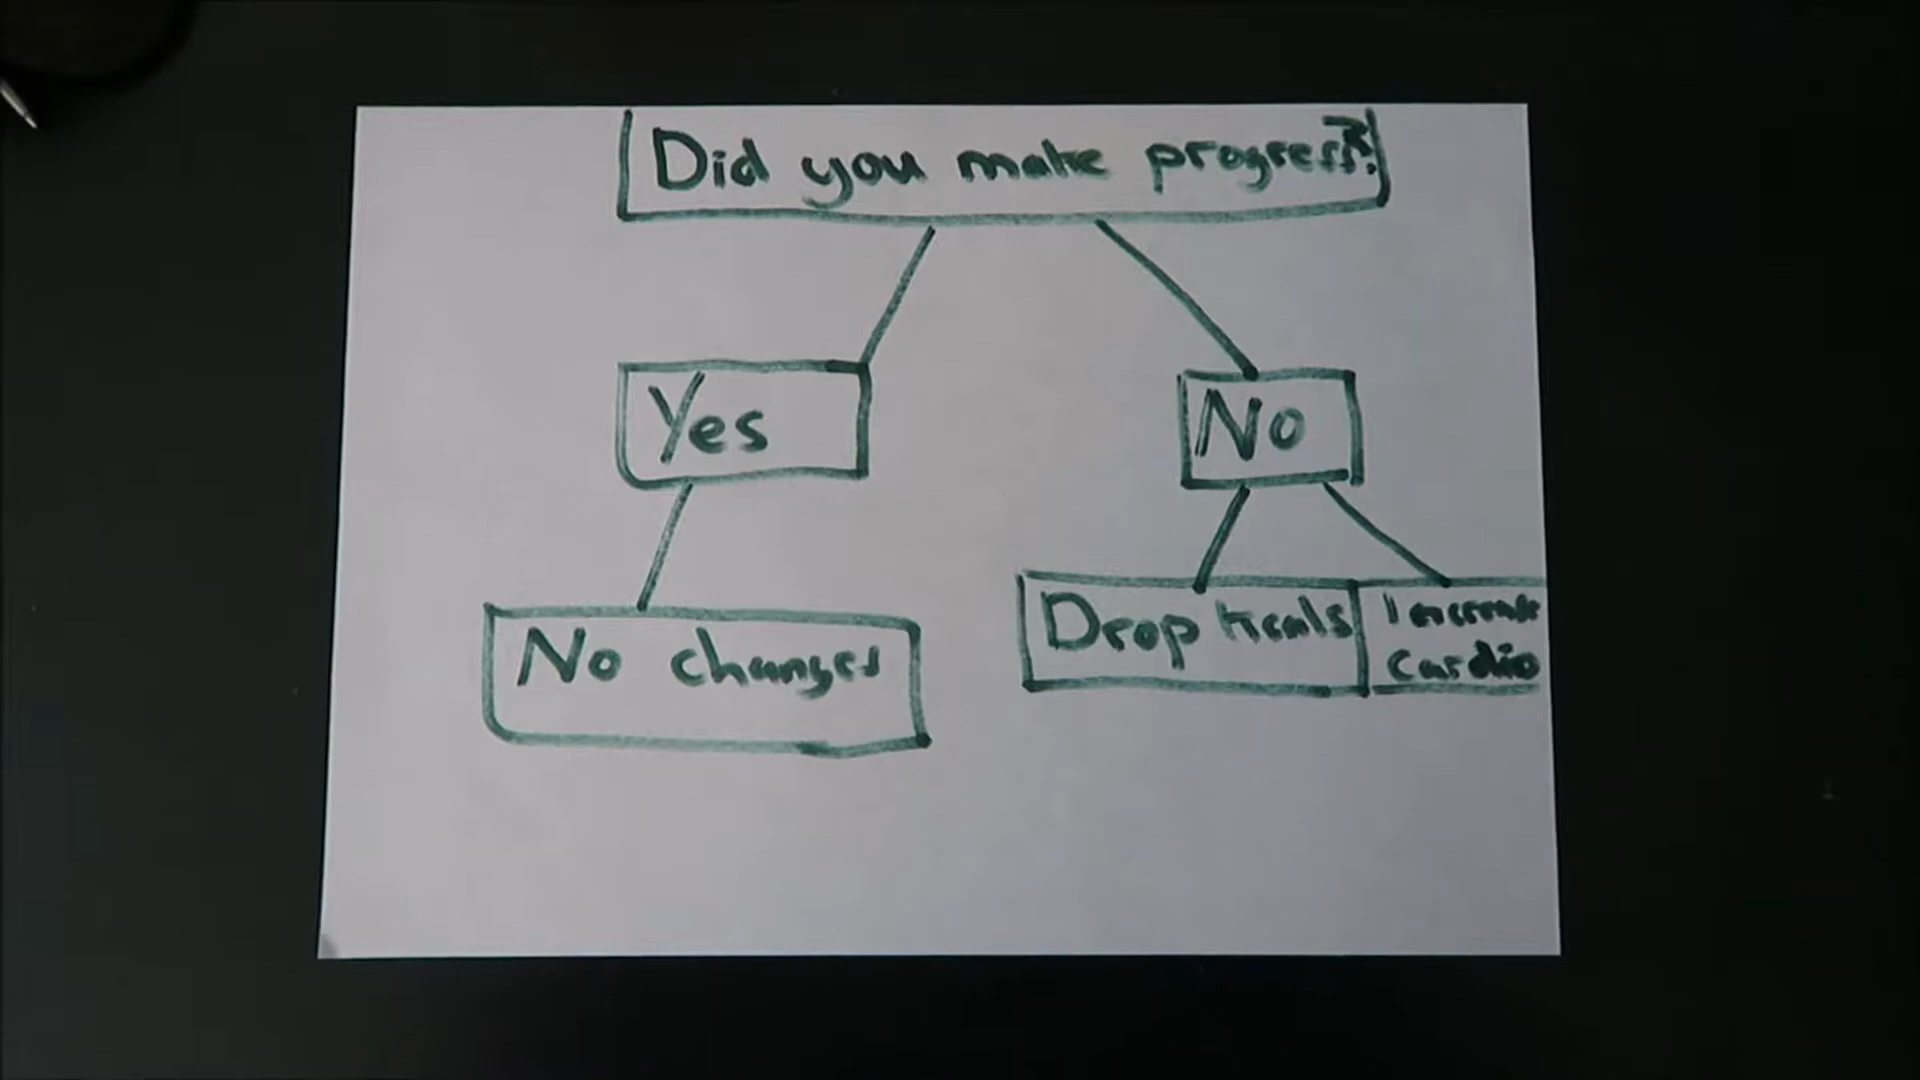 Did you make progress?
Yes
No
No changes
Drop kcals
Increase
cardio